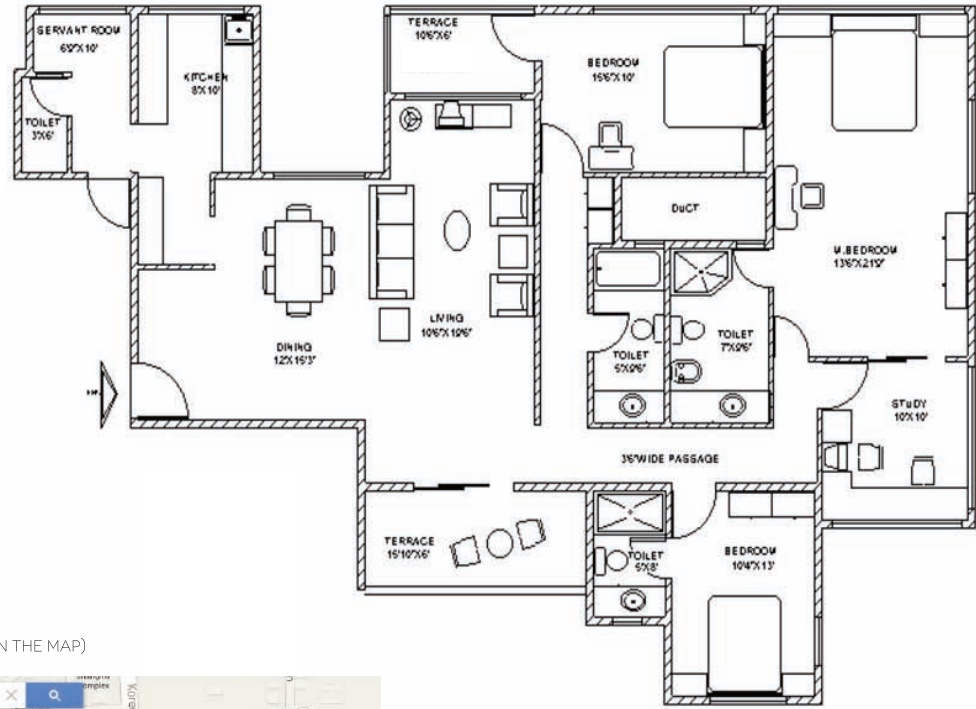 SERVANT ROOM
6'9"X10'
KITCHEN
8'X10'
TOILET
3'X6'
TERRACE
10'6"X6'
BEDROOM
15'6"X10'
DUCT
M.BEDROOM
13'6"X21'9"
LIVING
10'6"X19'6"
DINING
12'X15'3"
TOILET
5'X9'6"
TOILET
7'X9'6"
STUDY
10'X10'
3'6"WIDE PASSAGE
TERRACE
15'10"X6'
TOILET
5'X8'
BEDROOM
10'4"X13'
N THE MAP)
omplex